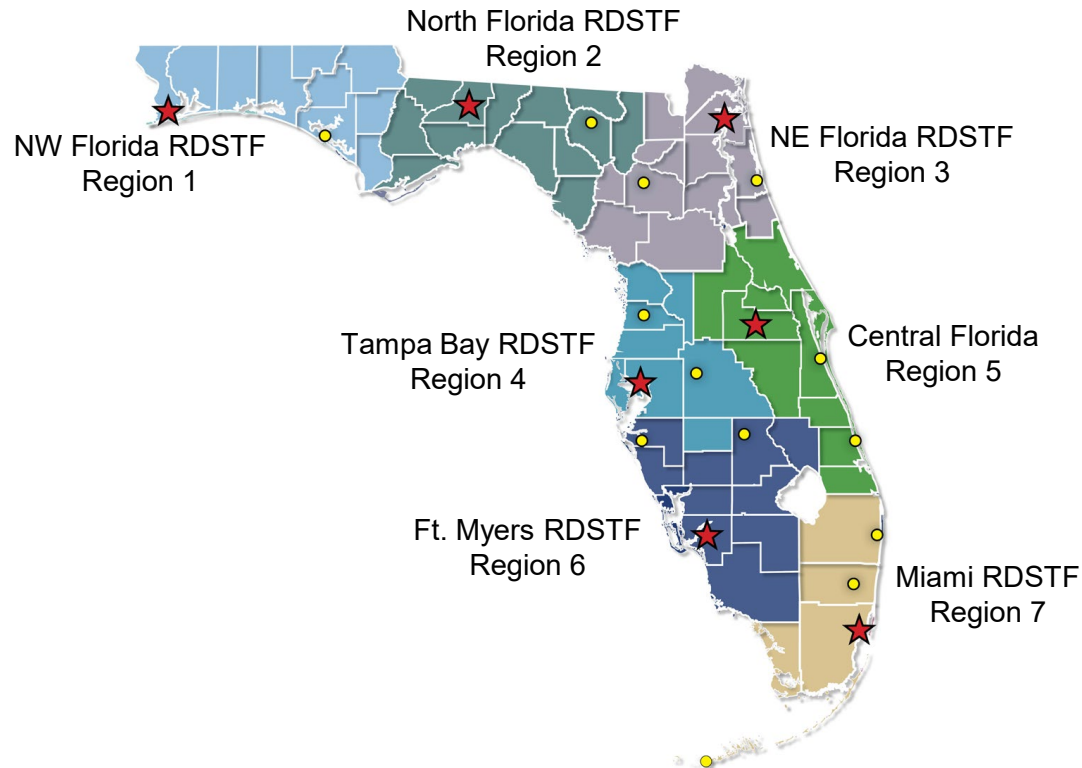 North Florida RDSTF
Region 2
NW Florida RDSTF
Region 1
NE Florida RDSTF
Region 3
Tampa Bay RDSTF
Region 4
Central Florida
Region 5
Ft. Myers RDSTF
Region 6
Miami RDSTF
Region 7